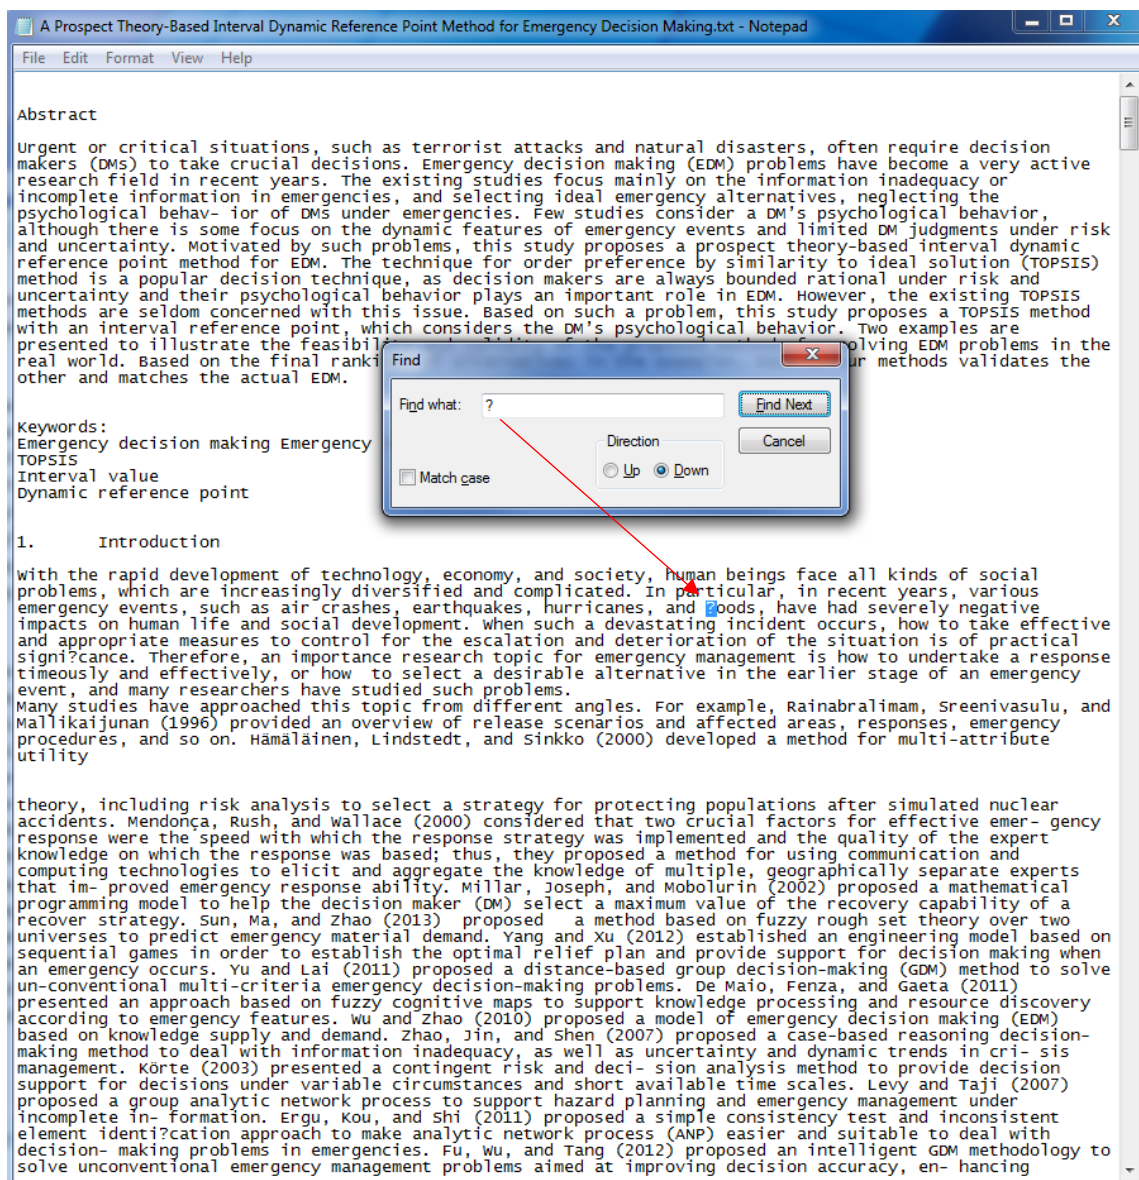 A Prospect Theory-Based Interval Dynamic Reference Point Method for Emergency Decision Making.txt - Notepad
File Edit Format View Help
Abstract
Urgent or critical situations, such as terrorist attacks and natural disasters, often require decision
makers (DMs) to take crucial decisions. Emergency decision making (EDM) problems have become a very active
research field in recent years. The existing studies focus mainly on the information inadequacy or
incomplete information in emergencies, and selecting ideal emergency alternatives, neglecting the
psychological behav- ior of DMs under emergencies. Few studies consider a DM's psychological behavior,
although there is some focus on the dynamic features of emergency events and limited DM judgments under risk
and uncertainty. Motivated by such problems, this study proposes a prospect theory-based interval dynamic
reference point method for EDM. The technique for order preference by similarity to ideal solution (TOPSIS)
method is a popular decision technique, as decision makers are always bounded rational under risk and
uncertainty and their psychological behavior plays an important role in EDM. However, the existing TOPSIS
methods are seldom concerned with this issue. Based on such a problem, this study proposes a TOPSIS method
with an interval reference point, which considers the DM's psychological behavior. Two examples are
presented to illustrate the feasibili olving EDM problems in the
real world. Based on the final ranki ur methods validates the
other and matches the actual EDM.
Find
Find what: ?
Find Next
Direction
Cancel
Up Down
Match case
Keywords:
Emergency decision making Emergency
TOPSIS
Interval value
Dynamic reference point
1. Introduction
With the rapid development of technology, economy, and society, human beings face all kinds of social
problems, which are increasingly diversified and complicated. In particular, in recent years, various
emergency events, such as air crashes, earthquakes, hurricanes, and ?oods, have had severely negative
impacts on human life and social development. When such a devastating incident occurs, how to take effective
and appropriate measures to control for the escalation and deterioration of the situation is of practical
signi?cance. Therefore, an importance research topic for emergency management is how to undertake a response
timeously and effectively, or how to select a desirable alternative in the earlier stage of an emergency
event, and many researchers have studied such problems.
Many studies have approached this topic from different angles. For example, Rainabralimam, Sreenivasulu, and
Mallikaijunan (1996) provided an overview of release scenarios and affected areas, responses, emergency
procedures, and so on. Hämäläinen, Lindstedt, and Sinkko (2000) developed a method for multi-attribute
utility
theory, including risk analysis to select a strategy for protecting populations after simulated nuclear
accidents. Mendonça, Rush, and Wallace (2000) considered that two crucial factors for effective emer- gency
response were the speed with which the response strategy was implemented and the quality of the expert
knowledge on which the response was based; thus, they proposed a method for using communication and
computing technologies to elicit and aggregate the knowledge of multiple, geographically separate experts
that im- proved emergency response ability. Millar, Joseph, and Mobolurin (2002) proposed a mathematical
programming model to help the decision maker (DM) select a maximum value of the recovery capability of a
recover strategy. Sun, Ma, and Zhao (2013) proposed a method based on fuzzy rough set theory over two
universes to predict emergency material demand. Yang and Xu (2012) established an engineering model based on
sequential games in order to establish the optimal relief plan and provide support for decision making when
an emergency occurs. Yu and Lai (2011) proposed a distance-based group decision-making (GDM) method to solve
un-conventional multi-criteria emergency decision-making problems. De Maio, Fenza, and Gaeta (2011)
presented an approach based on fuzzy cognitive maps to support knowledge processing and resource discovery
according to emergency features. Wu and Zhao (2010) proposed a model of emergency decision making (EDM)
based on knowledge supply and demand. Zhao, Jin, and Shen (2007) proposed a case-based reasoning decision-
making method to deal with information inadequacy, as well as uncertainty and dynamic trends in cri- sis
management. Körte (2003) presented a contingent risk and deci- sion analysis method to provide decision
support for decisions under variable circumstances and short available time scales. Levy and Taji (2007)
proposed a group analytic network process to support hazard planning and emergency management under
incomplete in- formation. Ergu, Kou, and Shi (2011) proposed a simple consistency test and inconsistent
element identi?cation approach to make analytic network process (ANP) easier and suitable to deal with
decision- making problems in emergencies. Fu, Wu, and Tang (2012) proposed an intelligent GDM methodology to
solve unconventional emergency management problems aimed at improving decision accuracy, en- hancing